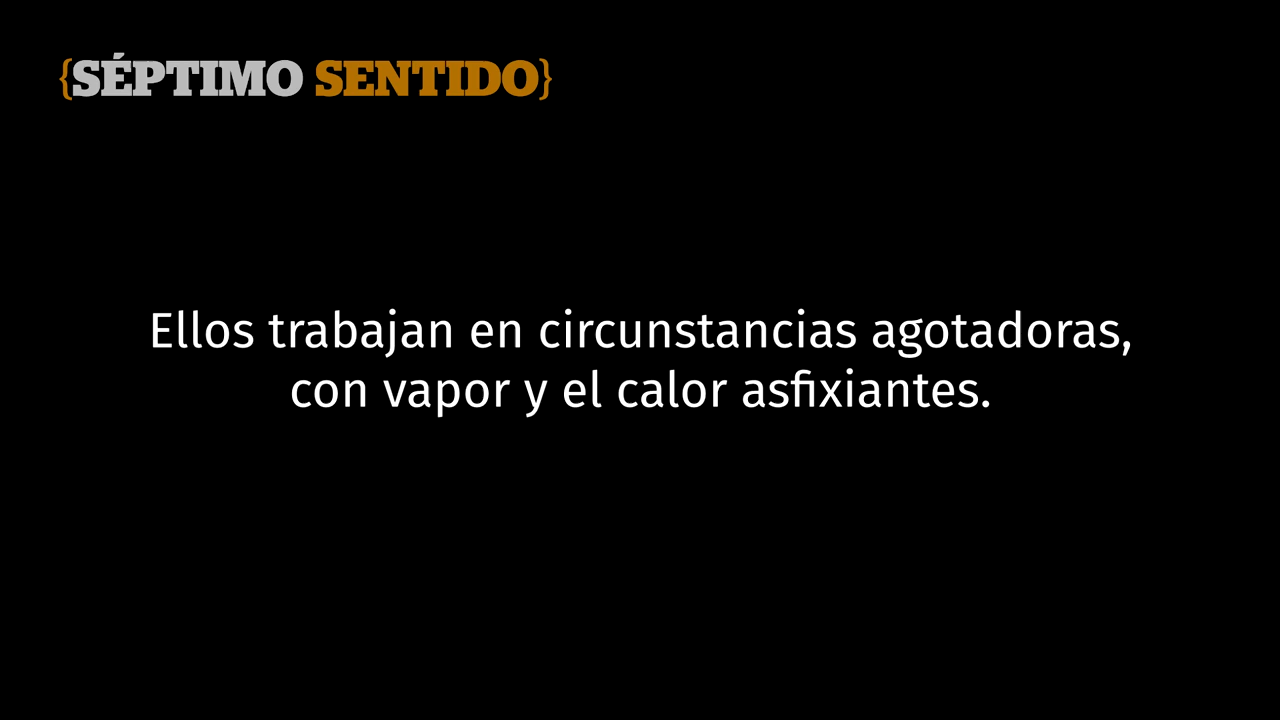 {SÉPTIMO SENTIDO}
Ellos trabajan en circunstancias agotadoras,
con vapor y el calor asfixiantes.